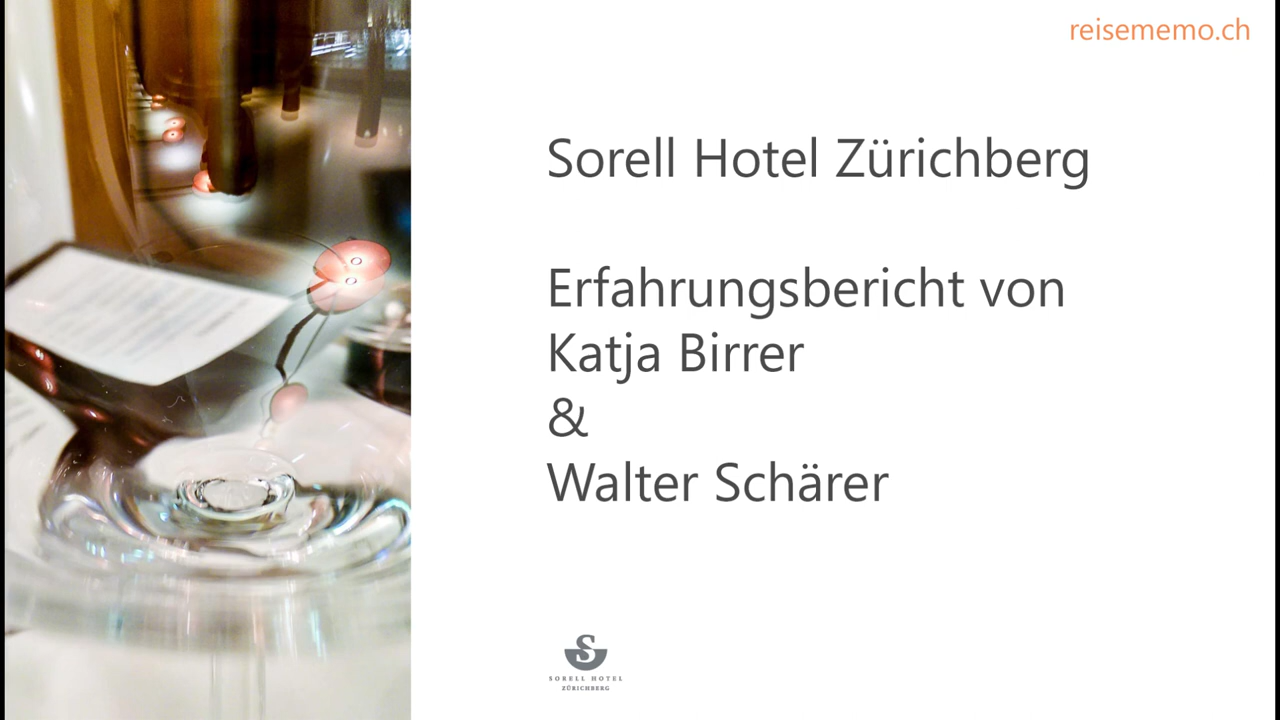 reisememo.ch
Sorell Hotel Zürichberg
Erfahrungsbericht von
Katja Birrer
&
Walter Schärer
S
SORELL HOTEL
ZÜRICHBERG